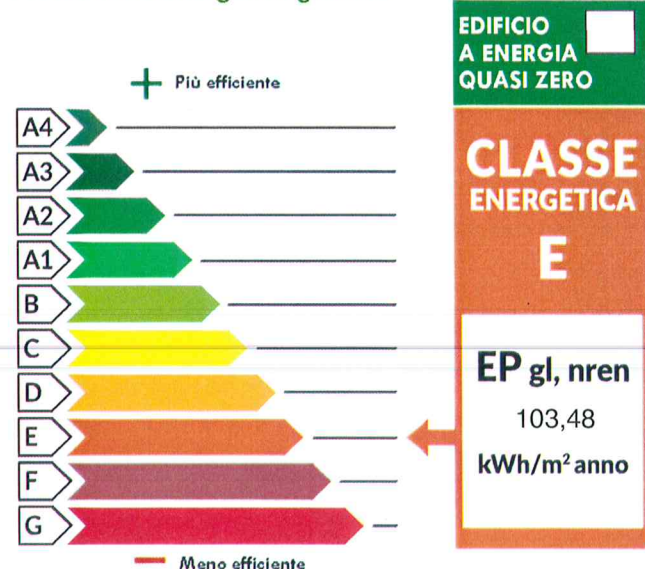 EDIFICIO
A ENERGIA
QUASI ZERO
+ Più efficiente
A4
A3
A2
A1
B
C
D
E
F
G
— Meno efficiente
CLASSE
ENERGETICA
E
EP gl, nren
103,48
kWh/m² anno